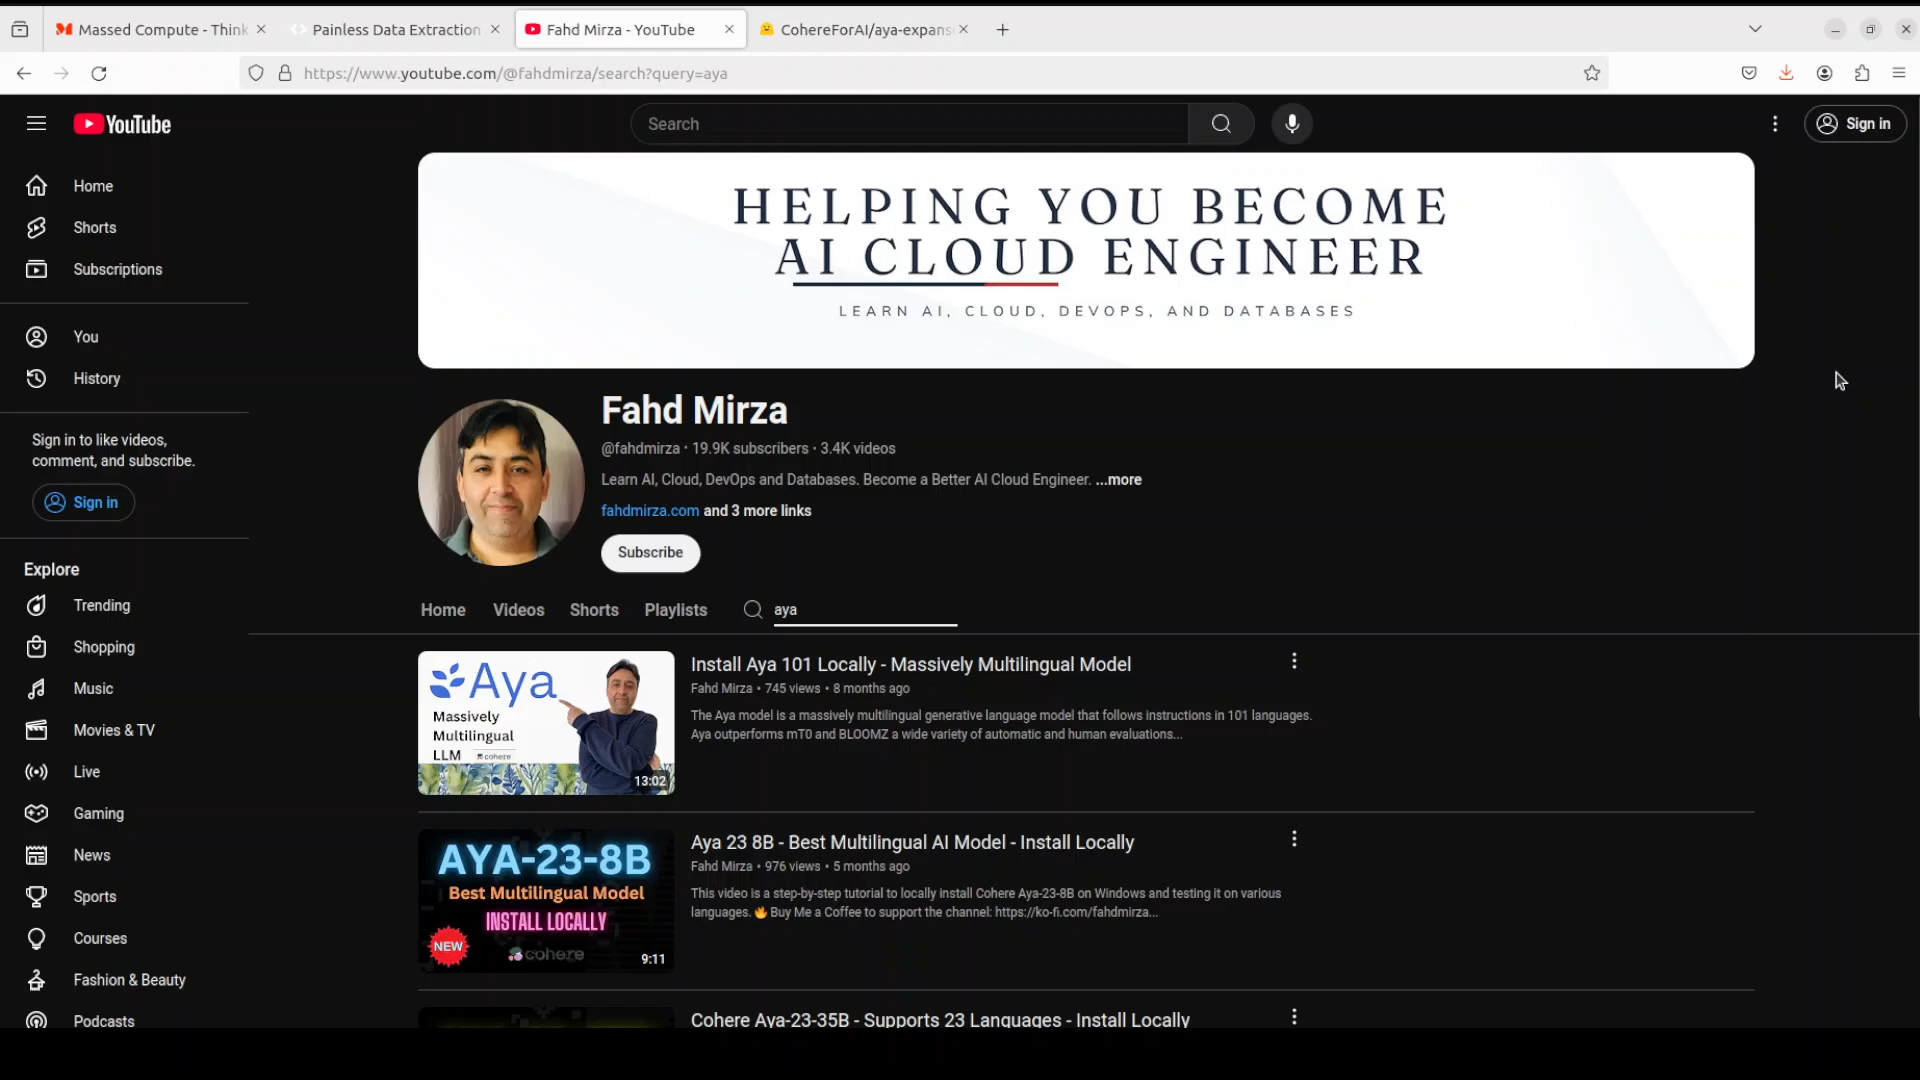 Massed Compute - Think
Painless Data Extraction
Fahd Mirza - YouTube
CohereForAI/aya-expans
https://www.youtube.com/@fahdmirza/search?query=aya
YouTube
Search
Sign in
Home
Shorts
Subscriptions
You
History
Sign in to like videos,
comment, and subscribe.
Sign in
Explore
Trending
Shopping
Music
Movies & TV
Live
Gaming
News
Sports
Courses
Fashion & Beauty
Podcasts
HELPING YOU BECOME
AI CLOUD ENGINEER
LEARN AI, CLOUD, DEVOPS, AND DATABASES
Fahd Mirza
@fahdmirza · 19.9K subscribers · 3.4K videos
Learn AI, Cloud, DevOps and Databases. Become a Better AI Cloud Engineer. ...more
fahdmirza.com and 3 more links
Subscribe
Home Videos Shorts Playlists aya
Aya
Massively
Multilingual
LLM cohere
13:02
Install Aya 101 Locally - Massively Multilingual Model
Fahd Mirza • 745 views • 8 months ago
The Aya model is a massively multilingual generative language model that follows instructions in 101 languages.
Aya outperforms mT0 and BLOOMZ a wide variety of automatic and human evaluations...
AYA-23-8B
Best Multilingual Model
INSTALL LOCALLY
NEW
cohere
9:11
Aya 23 8B - Best Multilingual AI Model - Install Locally
Fahd Mirza • 976 views • 5 months ago
This video is a step-by-step tutorial to locally install Cohere Aya-23-8B on Windows and testing it on various
languages. 🔥 Buy Me a Coffee to support the channel: https://ko-fi.com/fahdmirza...
Cohere Aya-23-35B - Supports 23 Languages - Install Locally